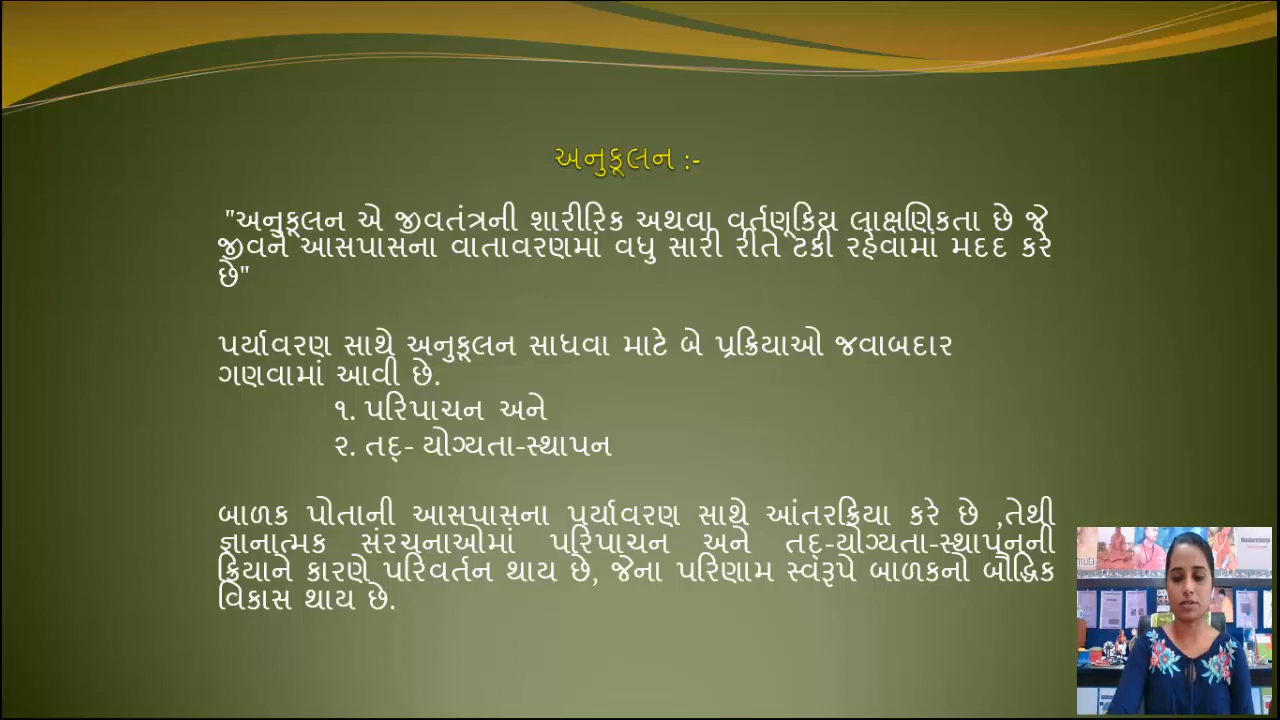 અનુકૂલન :-
"અનુકૂલન એ જીવતંત્રની શારીરિક અથવા વર્તણૂકિય લાક્ષણિકતા છે જે
જીવને આસપાસના વાતાવરણમાં વધુ સારી રીતે ટકી રહેવામાં મદદ કરે
છે"
પર્યાવરણ સાથે અનુકૂલન સાધવા માટે બે પ્રક્રિયાઓ જવાબદાર
ગણવામાં આવી છે.
૧. પરિપાચન અને
૨. તદ્- યોગ્યતા-સ્થાપન
બાળક પોતાની આસપાસના પર્યાવરણ સાથે આંતરક્રિયા કરે છે ,તેથી
જ્ઞાનાત્મક સંરચનાઓમાં પરિપાચન અને તદ્-યોગ્યતા-સ્થાપનની
ક્રિયાને કારણે પરિવર્તન થાય છે, જેના પરિણામ સ્વરૂપે બાળકનો બૌદ્ધિક
વિકાસ થાય છે.